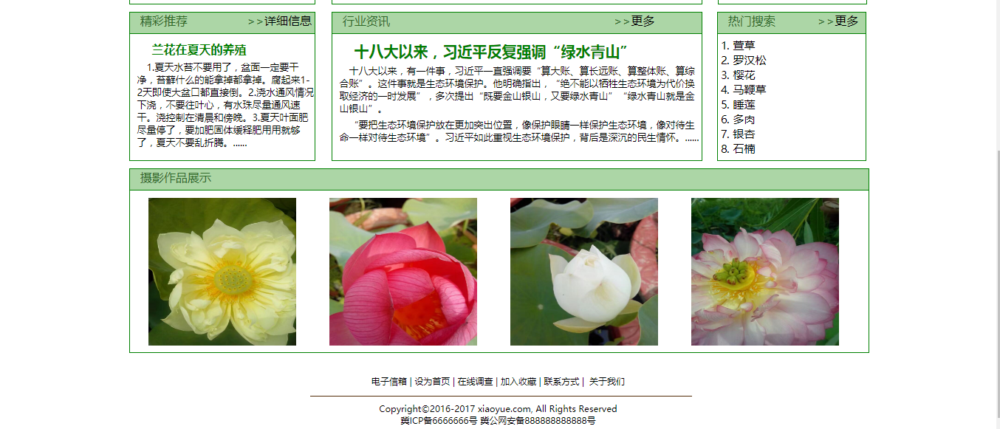 精彩推荐 >>详细信息
兰花在夏天的养殖
1.夏天水苔不要用了，盆面一定要干
净，苔藓什么的能拿掉都拿掉。腐起来1-
2天即使大盆口都直接倒。2.浇水通风情况
下浇，不要往叶心，有水珠尽量通风速
干。浇控制在清晨和傍晚。3.夏天叶面肥
尽量停了，要加肥固体缓释肥用用就够
了，夏天不要乱折腾。......
行业资讯 >>更多
十八大以来，习近平反复强调“绿水青山”
十八大以来，有一件事，习近平一直强调要“算大账、算长远账、算整体账、算综
合账”。这件事就是生态环境保护。他明确指出，“绝不能以牺牲生态环境为代价换
取经济的一时发展”，多次提出“既要金山银山，又要绿水青山”“绿水青山就是金
山银山”。
“要把生态环境保护放在更加突出位置，像保护眼睛一样保护生态环境，像对待生
命一样对待生态环境”。习近平如此重视生态环境保护，背后是深沉的民生情怀。......
热门搜索 >>更多
1. 萱草
2. 罗汉松
3. 樱花
4. 马鞭草
5. 睡莲
6. 多肉
7. 银杏
8. 石楠
摄影作品展示
电子信箱 | 设为首页 | 在线调查 | 加入收藏 | 联系方式 | 关于我们
Copyright©2016-2017 xiaoyue.com, All Rights Reserved
冀ICP备6666666号 冀公网安备888888888888号